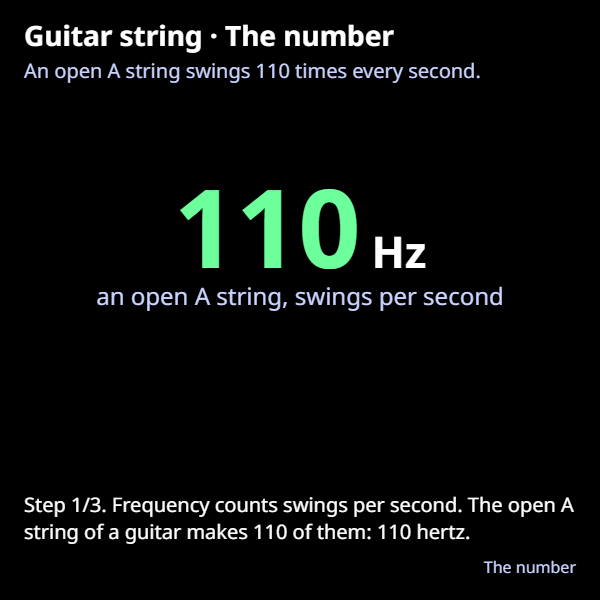 Guitar string · The number
An open A string swings 110 times every second.
110 Hz
an open A string, swings per second
Step 1/3. Frequency counts swings per second. The open A
string of a guitar makes 110 of them: 110 hertz.
The number